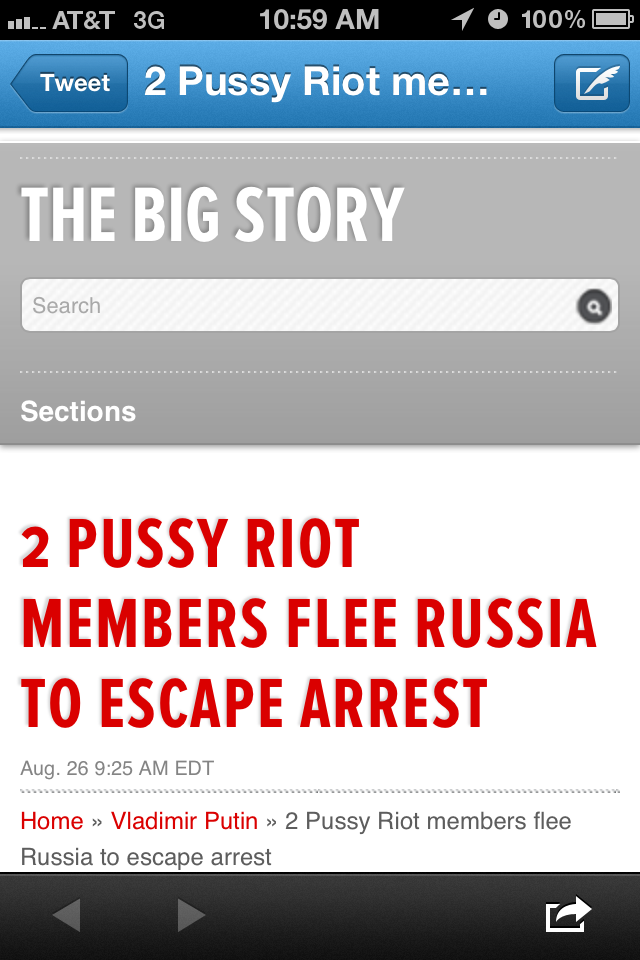 AT&T 3G 10:59 AM 100%
Tweet 2 Pussy Riot me...
THE BIG STORY
Search
Sections
2 PUSSY RIOT
MEMBERS FLEE RUSSIA
TO ESCAPE ARREST
Aug. 26 9:25 AM EDT
Home » Vladimir Putin » 2 Pussy Riot members flee
Russia to escape arrest